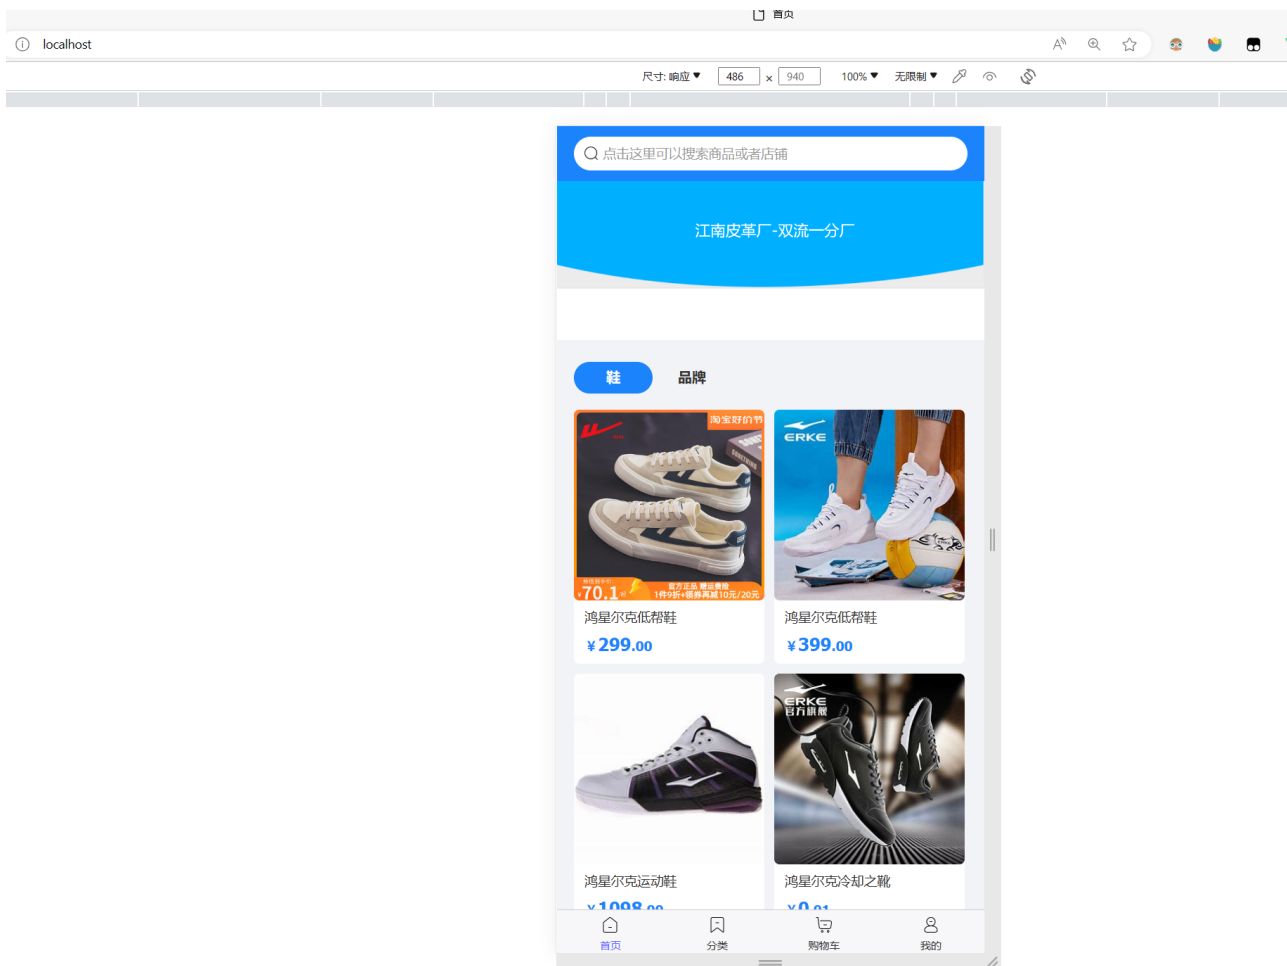 首页
localhost
尺寸: 响应 486 × 940 100% 无限制
点击这里可以搜索商品或者店铺
江南皮革厂-双流一分厂
鞋 品牌
淘宝好价节
¥70.1起
官方正品 赠运费险
1件9折+领券再减10元/20元
ERKE
ERKE
鸿星尔克低帮鞋
¥299.00
鸿星尔克低帮鞋
¥399.00
ERKE
官方旗舰
鸿星尔克运动鞋
¥1098.00
鸿星尔克冷却之靴
¥0.01
首页 分类 购物车 我的